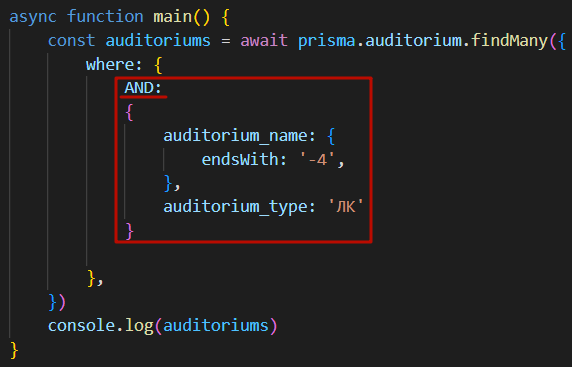 async function main() {
const auditoriums = await prisma.auditorium.findMany({
where: {
AND:
{
auditorium_name: {
endsWith: '-4',
},
auditorium_type: 'ЛК'
}
},
})
console.log(auditoriums)
}